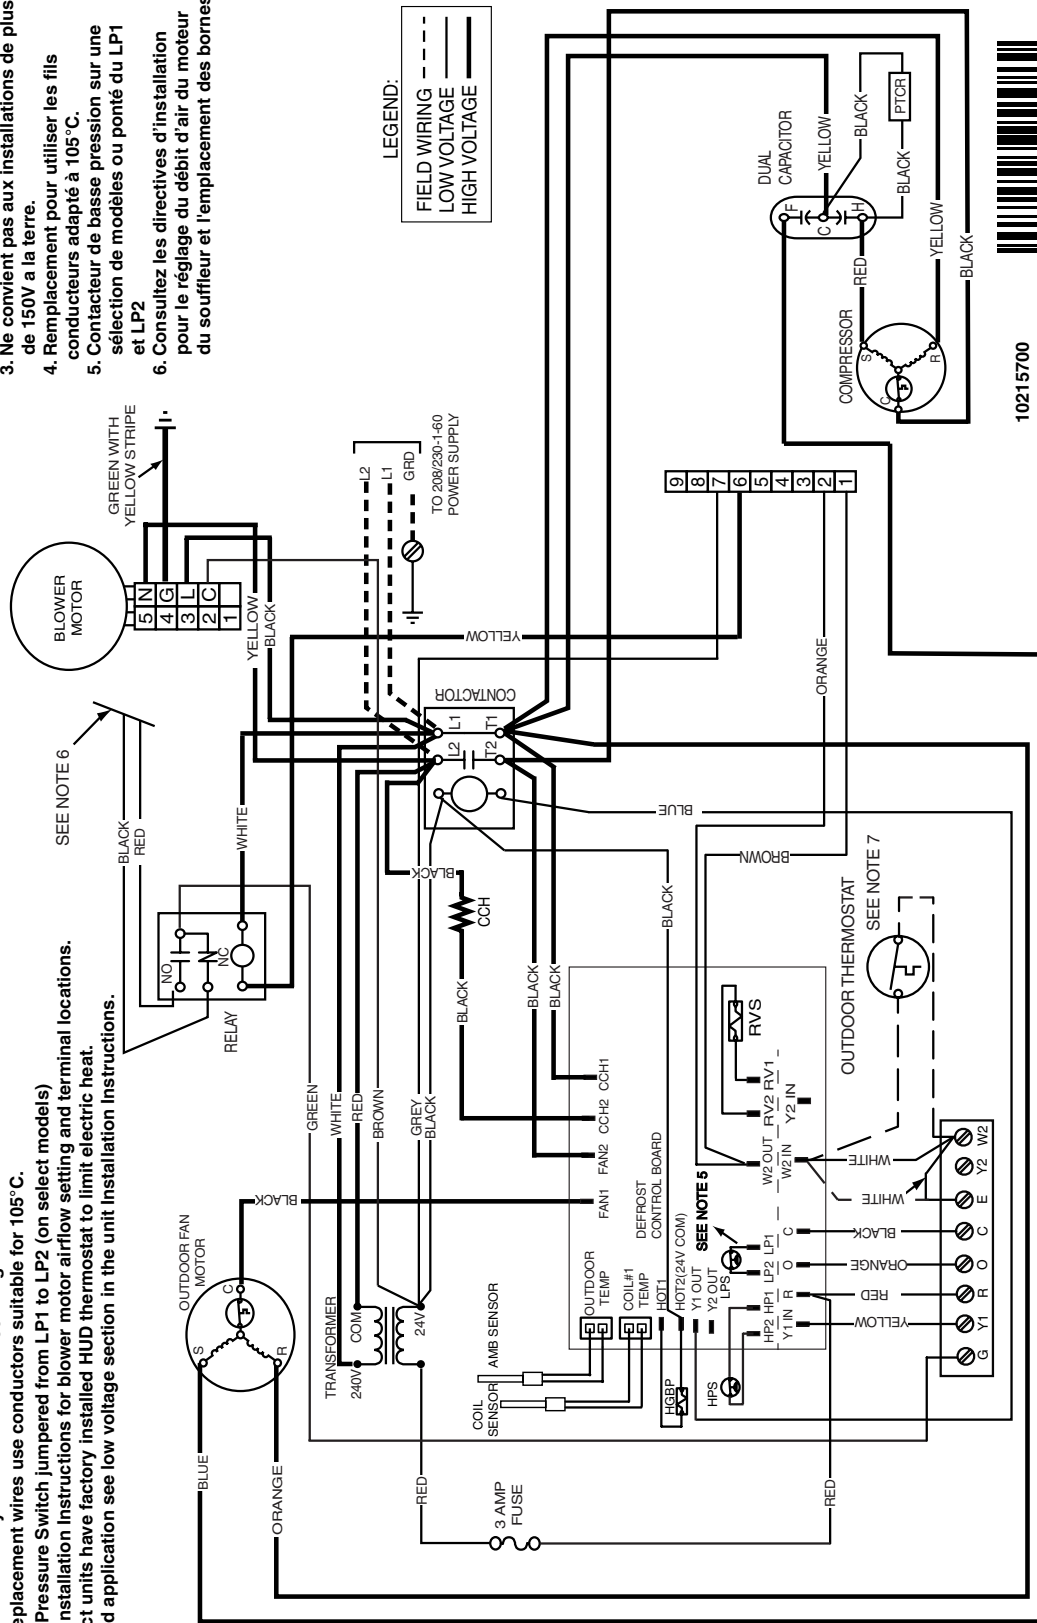 eplacement wires use conductors suitable for 105°C.
Pressure Switch jumpered from LP1 to LP2 (on select models)
nstallation Instructions for blower motor airflow setting and terminal locations.
ct units have factory installed HUD thermostat to limit electric heat.
d application see low voltage section in the unit Installation Instructions.
3. Ne convient pas aux installations de plus
de 150V a la terre.
4. Remplacement pour utiliser les fils
conducteurs adapté à 105°C.
5. Contacteur de basse pression sur une
sélection de modèles ou ponté du LP1
et LP2
6. Consultez les directives d'installation
pour le réglage du débit d'air du moteur
du souffleur et l'emplacement des bornes
LEGEND:
FIELD WIRING
LOW VOLTAGE
HIGH VOLTAGE
BLOWER
MOTOR
5 N
4 G
3 L
2 C
1
GREEN WITH
YELLOW STRIPE
YELLOW
BLACK
SEE NOTE 6
BLACK
RED
WHITE
NO
NC
RELAY
L2
L1
GRD
TO 208/230-1-60
POWER SUPPLY
YELLOW
CONTACTOR
L2
L1
T2
T1
BLUE
BLACK
CCH
BLACK
BLACK
BLACK
BLACK
GREEN
WHITE
RED
BROWN
GREY
BLACK
OUTDOOR FAN
MOTOR
S
C
R
BLACK
BLUE
ORANGE
TRANSFORMER
240V
COM
24V
RED
3 AMP
FUSE
RED
COIL
SENSOR
AMB SENSOR
OUTDOOR
TEMP
COIL#1
TEMP
DEFROST
CONTROL BOARD
FAN1
FAN2
CCH2
CCH1
HOT1
HOT2(24V COM)
Y1 OUT
Y2 OUT
HGBP
HPS
LPS
SEE NOTE 5
HP2
HP1
LP2
LP1
Y1 IN
R
O
C
W2 OUT
W2 IN
RV2
RV1
Y2 IN
RVS
BROWN
ORANGE
OUTDOOR THERMOSTAT
SEE NOTE 7
WHITE
WHITE
BLACK
ORANGE
RED
YELLOW
G
Y1
R
O
C
E
Y2
W2
9
8
7
6
5
4
3
2
1
DUAL
CAPACITOR
F
C
H
YELLOW
BLACK
PTCR
BLACK
RED
COMPRESSOR
S
C
R
YELLOW
BLACK
10215700